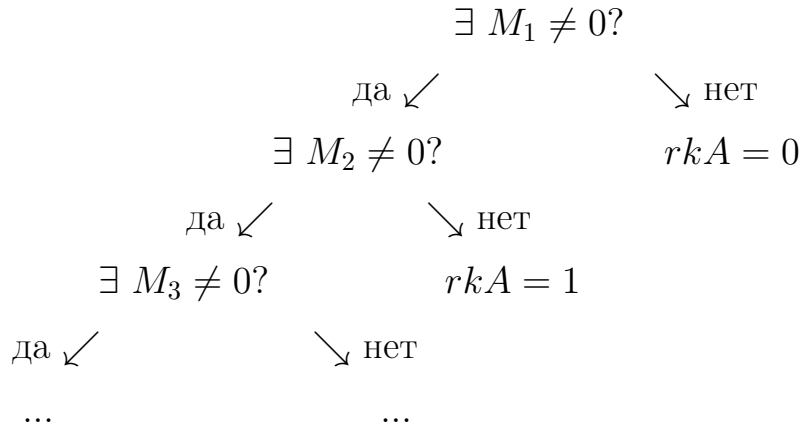 ∃ M₁ ≠ 0?
да ↙ ↘ нет
∃ M₂ ≠ 0? rkA = 0
да ↙ ↘ нет
∃ M₃ ≠ 0? rkA = 1
да ↙ ↘ нет
... ...